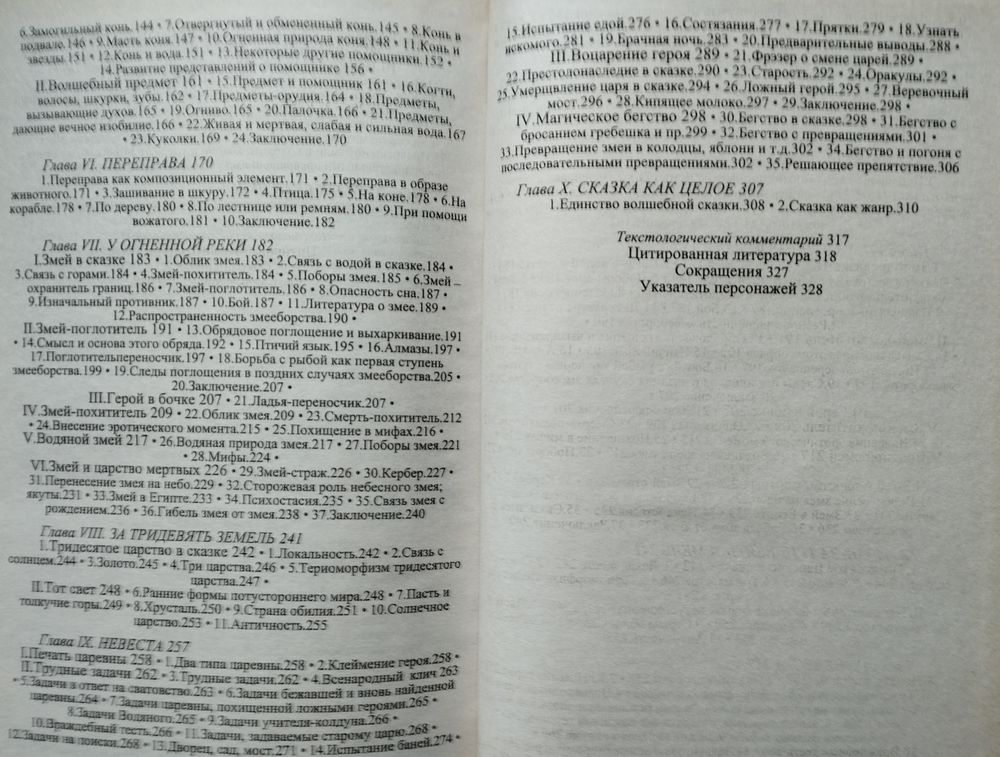 6.Замогильный конь.144 • 7.Отвергнутый и обмененный конь.145 • 8.Конь в
подвале.146 • 9.Масть коня.147 • 10.Огненная природа коня.148 • 11.Конь и
звезды.151 • 12.Конь и вода.151 • 13.Некоторые другие помощники.152 •
14.Развитие представлений о помощнике 156 •
II.Волшебный предмет 161 • 15.Предмет и помощник 161 • 16.Когти,
волосы, шкурки, зубы.162 • 17.Предметы-орудия.164 • 18.Предметы,
вызывающие духов.165 • 19.Огниво.165 • 20.Палочка.166 • 21.Предметы,
дающие вечное изобилие.166 • 22.Живая и мертвая, слабая и сильная вода.167
• 23.Куколки.169 • 24.Заключение.170
Глава VI. ПЕРЕПРАВА 170
1.Переправа как композиционный элемент.171 • 2.Переправа в образе
животного.171 • 3.Зашивание в шкуру.172 • 4.Птица.175 • 5.На коне.178 • 6.На
корабле.178 • 7.По дереву.180 • 8.По лестнице или ремням.180 • 9.При помощи
вожатого.181 • 10.Заключение.182
Глава VII. У ОГНЕННОЙ РЕКИ 182
I.Змей в сказке 183 • 1.Облик змея.183 • 2.Связь с водой в сказке.184 •
3.Связь с горами.184 • 4.Змей-похититель.184 • 5.Поборы змея.185 • 6.Змей –
охранитель границ.186 • 7.Змей-поглотитель.186 • 8.Опасность сна.187 •
9.Изначальный противник.187 • 10.Бой.187 • 11.Литература о змее.189 •
12.Распространенность змееборства.190 •
II.Змей-поглотитель 191 • 13.Обрядовое поглощение и выхаркивание.191
• 14.Смысл и основа этого обряда.192 • 15.Птичий язык.195 • 16.Алмазы.197 •
17.Поглотительпереносчик.197 • 18.Борьба с рыбой как первая ступень
змееборства.199 • 19.Следы поглощения в поздних случаях змееборства.205 •
20.Заключение.207 •
III.Герой в бочке 207 • 21.Ладья-переносчик.207 •
IV.Змей-похититель 209 • 22.Облик змея.209 • 23.Смерть-похититель.212
• 24.Внесение эротического момента.215 • 25.Похищение в мифах.216 •
V.Водяной змей 217 • 26.Водяная природа змея.217 • 27.Поборы змея.221
• 28.Мифы.224 •
VI.Змей и царство мертвых 226 • 29.Змей-страж.226 • 30.Кербер.227 •
31.Перенесение змея на небо.229 • 32.Сторожевая роль небесного змея;
якуты.231 • 33.Змей в Египте.233 • 34.Психостасия.235 • 35.Связь змея с
рождением.236 • 36.Гибель змея от змея.238 • 37.Заключение.240
Глава VIII. ЗА ТРИДЕВЯТЬ ЗЕМЕЛЬ 241
1.Тридесятое царство в сказке 242 • 1.Локальность.242 • 2.Связь с
солнцем.244 • 3.Золото.245 • 4.Три царства.246 • 5.Териоморфизм тридесятого
царства.247 •
II.Тот свет 248 • 6.Ранние формы потустороннего мира.248 • 7.Пасть и
толкучие горы.249 • 8.Хрусталь.250 • 9.Страна обилия.251 • 10.Солнечное
царство.253 • 11.Античность.255
Глава IX. НЕВЕСТА 257
I.Печать царевны 258 • 1.Два типа царевны.258 • 2.Клеймение героя.258 •
II.Трудные задачи 262 • 3.Трудные задачи.262 • 4.Всенародный клич 263
• 5.Задачи в ответ на сватовство.263 • 6.Задачи бежавшей и вновь найденной
царевны.264 • 7.Задачи царевны, похищенной ложными героями.265 •
8.Задачи Водяного.265 • 9.Задачи учителя-колдуна.266 •
10.Враждебный тесть.266 • 11.Задачи, задаваемые старому царю.268 •
12.Задачи на поиски.268 • 13.Дворец, сад, мост.271 • 14.Испытание баней.274 •
15.Испытание едой.276 • 16.Состязания.277 • 17.Прятки.279 • 18.Узнать
искомого.281 • 19.Брачная ночь.283 • 20.Предварительные выводы.288 •
III.Воцарение героя 289 • 21.Фрэзер о смене царей.289 •
22.Престолонаследие в сказке.290 • 23.Старость.292 • 24.Оракулы.292 •
25.Умерщвление царя в сказке.294 • 26.Ложный герой.295 • 27.Веревочный
мост.296 • 28.Кипящее молоко.297 • 29.Заключение.298 •
IV.Магическое бегство 298 • 30.Бегство в сказке.298 • 31.Бегство с
бросанием гребешка и пр.299 • 32.Бегство с превращениями.301 •
33.Превращение змеи в колодцы, яблони и т.д.302 • 34.Бегство и погоня с
последовательными превращениями.302 • 35.Решающее препятствие.306
Глава X. СКАЗКА КАК ЦЕЛОЕ 307
1.Единство волшебной сказки.308 • 2.Сказка как жанр.310
Текстологический комментарий 317
Цитированная литература 318
Сокращения 327
Указатель персонажей 328